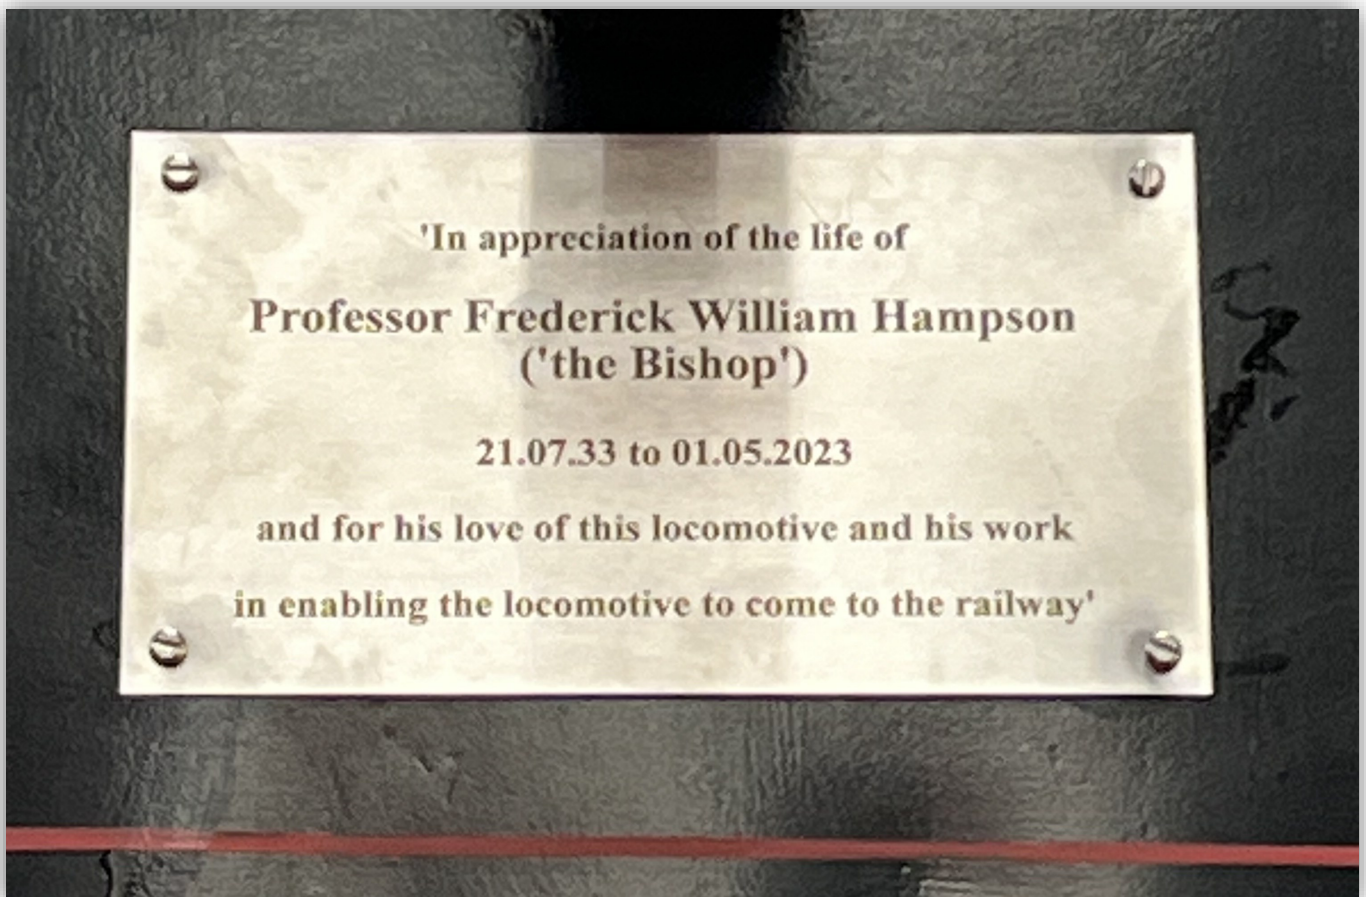 'In appreciation of the life of
Professor Frederick William Hampson
('the Bishop')
21.07.33 to 01.05.2023
and for his love of this locomotive and his work
in enabling the locomotive to come to the railway'